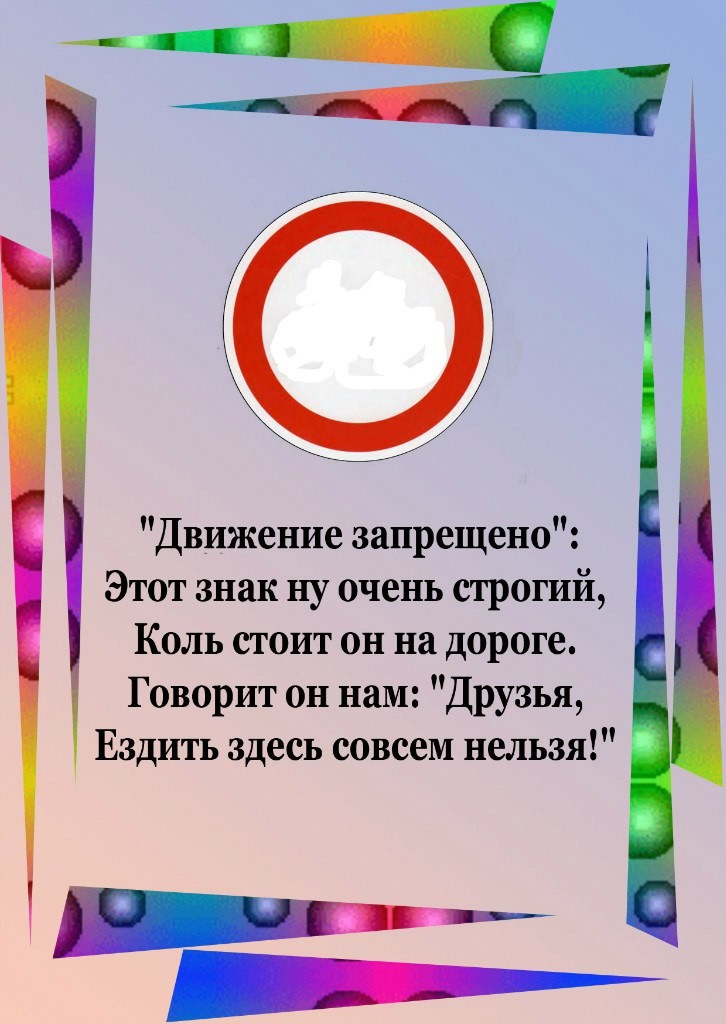 "Движение запрещено":
Этот знак ну очень строгий,
Коль стоит он на дороге.
Говорит он нам: "Друзья,
Ездить здесь совсем нельзя!"